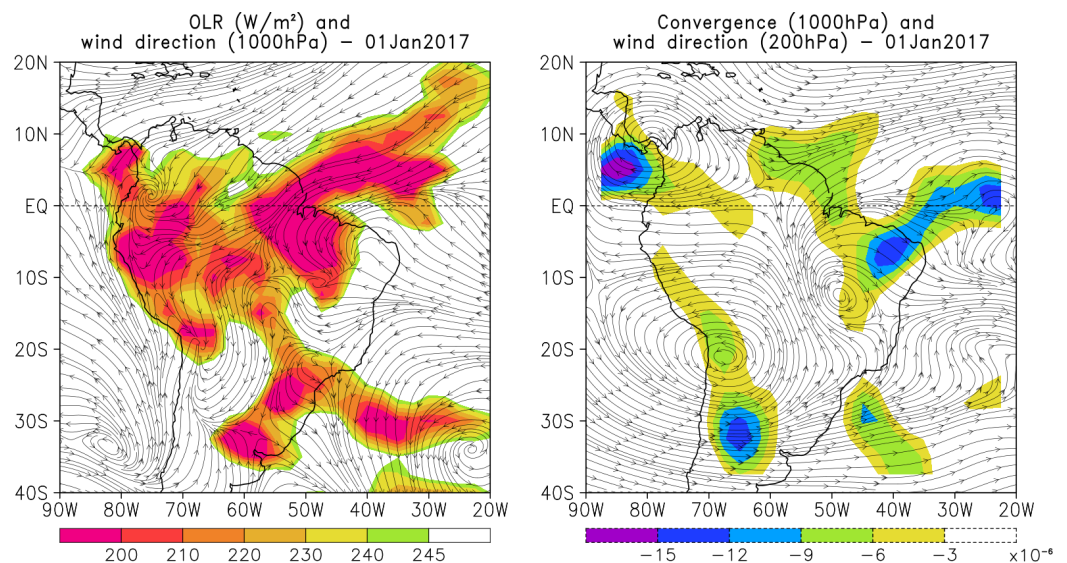 OLR (W/m²) and
wind direction (1000hPa) – 01Jan2017
20N
10N
EQ
10S
20S
30S
40S
90W 80W 70W 60W 50W 40W 30W 20W
200 210 220 230 240 245
Convergence (1000hPa) and
wind direction (200hPa) – 01Jan2017
20N
10N
EQ
10S
20S
30S
40S
90W 80W 70W 60W 50W 40W 30W 20W
−15 −12 −9 −6 −3 x10⁻⁶